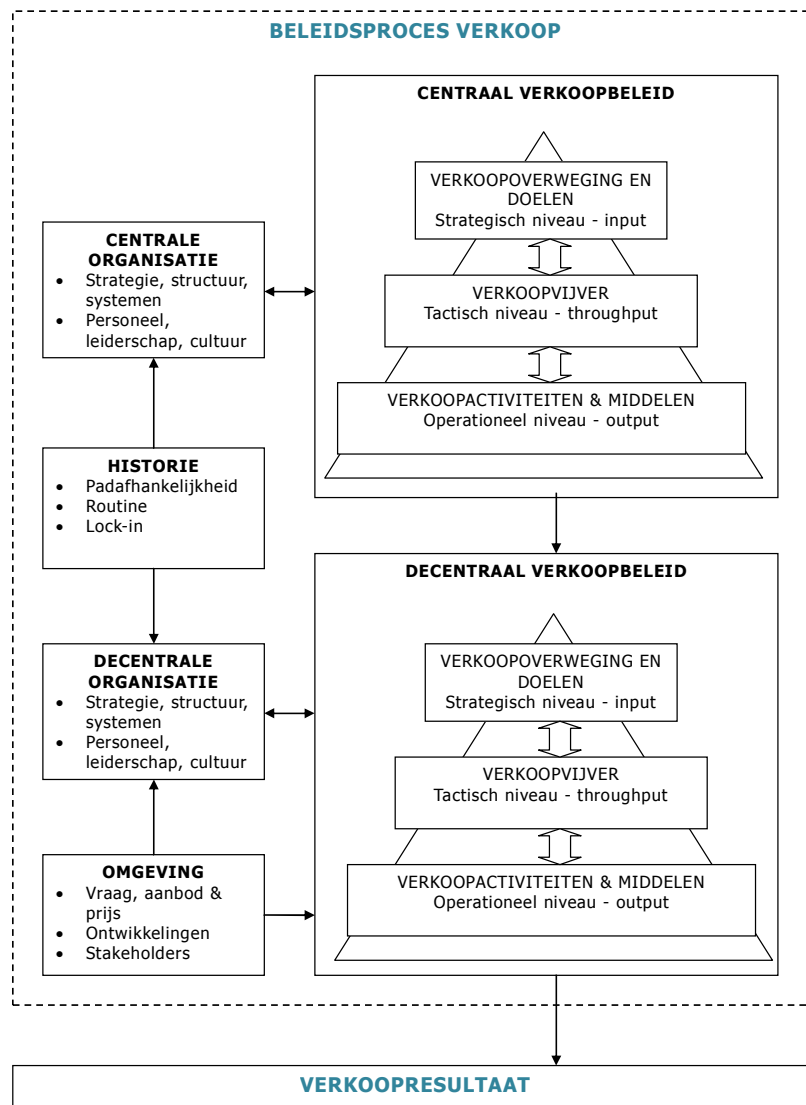 BELEIDSPROCES VERKOOP
CENTRAAL VERKOOPBELEID
VERKOOPOVERWEGING EN
DOELEN
Strategisch niveau - input
VERKOOPVIJVER
Tactisch niveau - throughput
VERKOOPACTIVITEITEN & MIDDELEN
Operationeel niveau - output
CENTRALE
ORGANISATIE
• Strategie, structuur,
systemen
• Personeel,
leiderschap, cultuur
HISTORIE
• Padafhankelijkheid
• Routine
• Lock-in
DECENTRAAL VERKOOPBELEID
VERKOOPOVERWEGING EN
DOELEN
Strategisch niveau - input
VERKOOPVIJVER
Tactisch niveau - throughput
VERKOOPACTIVITEITEN & MIDDELEN
Operationeel niveau - output
DECENTRALE
ORGANISATIE
• Strategie, structuur,
systemen
• Personeel,
leiderschap, cultuur
OMGEVING
• Vraag, aanbod &
prijs
• Ontwikkelingen
• Stakeholders
VERKOOPRESULTAAT